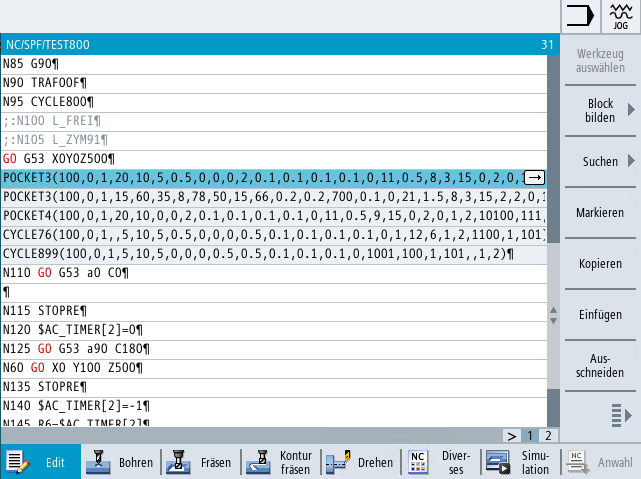 JOG
NC/SPF/TEST800 31
N85 G90¶
N90 TRAFOOF¶
N95 CYCLE800¶
;:N100 L_FREI¶
;:N105 L_ZYM91¶
G0 G53 X0Y0Z500¶
POCKET3(100,0,1,20,10,5,0.5,0,0,0,2,0.1,0.1,0.1,0.1,0,11,0.5,8,3,15,0,2,0,
POCKET3(100,0,1,15,60,35,8,78,50,15,66,0.2,0.2,700,0.1,0,21,1.5,8,3,15,2,2,0,1
POCKET4(100,0,1,20,10,0,0,2,0.1,0.1,0.1,0.1,0,11,0.5,9,15,0,2,0,1,2,10100,111,
CYCLE76(100,0,1,,5,10,5,0.5,0,0,0,0.5,0.1,0.1,0.1,0.1,0,1,12,6,1,2,1100,1,101)
CYCLE899(100,0,1,5,10,5,0,0,0,0.5,0.5,0.1,0.1,0.1,0,1001,100,1,101,,1,2)¶
N110 G0 G53 a0 C0¶
¶
N115 STOPRE¶
N120 $AC_TIMER[2]=0¶
N125 G0 G53 a90 C180¶
N60 G0 X0 Y100 Z500¶
N135 STOPRE¶
N140 $AC_TIMER[2]=-1¶
N145 R6=$AC_TIMER[2]¶
> 1 2
Werkzeug
auswählen
Block
bilden
Suchen
Markieren
Kopieren
Einfügen
Aus-
schneiden
Edit
Bohren
Fräsen
Kontur
fräsen
Drehen
NC
Diver-
ses
Simu-
lation
NC
Anwahl